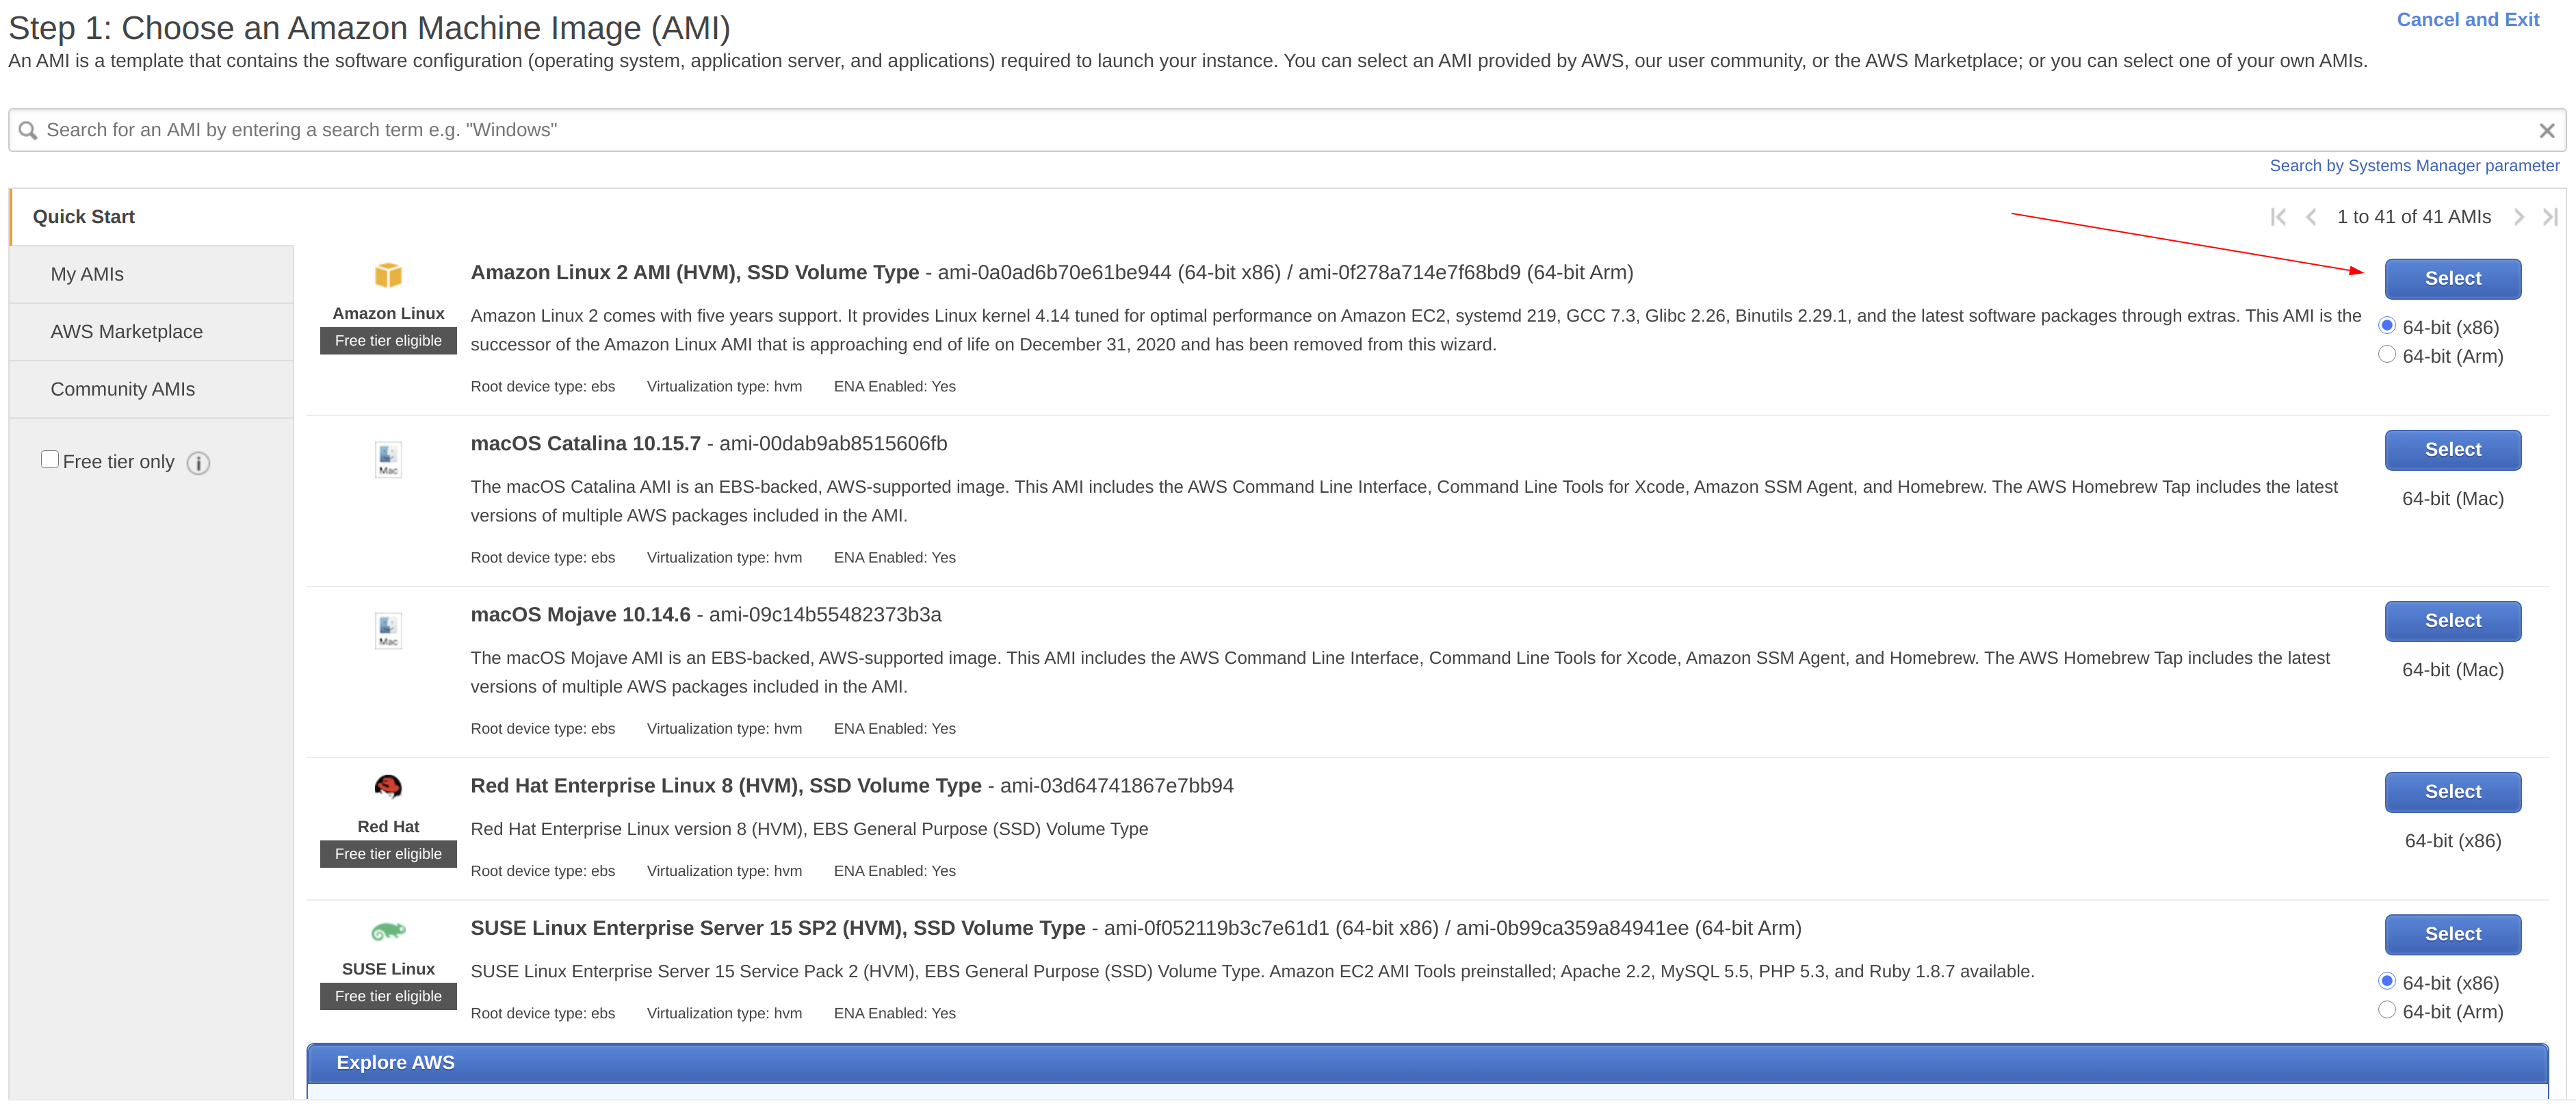 Step 1: Choose an Amazon Machine Image (AMI)
Cancel and Exit
An AMI is a template that contains the software configuration (operating system, application server, and applications) required to launch your instance. You can select an AMI provided by AWS, our user community, or the AWS Marketplace; or you can select one of your own AMIs.
Search for an AMI by entering a search term e.g. "Windows"
Search by Systems Manager parameter
Quick Start
1 to 41 of 41 AMIs
My AMIs
AWS Marketplace
Community AMIs
Free tier only
Amazon Linux
Free tier eligible
Amazon Linux 2 AMI (HVM), SSD Volume Type - ami-0a0ad6b70e61be944 (64-bit x86) / ami-0f278a714e7f68bd9 (64-bit Arm)
Amazon Linux 2 comes with five years support. It provides Linux kernel 4.14 tuned for optimal performance on Amazon EC2, systemd 219, GCC 7.3, Glibc 2.26, Binutils 2.29.1, and the latest software packages through extras. This AMI is the
successor of the Amazon Linux AMI that is approaching end of life on December 31, 2020 and has been removed from this wizard.
Root device type: ebs Virtualization type: hvm ENA Enabled: Yes
Select
64-bit (x86)
64-bit (Arm)
Mac
macOS Catalina 10.15.7 - ami-00dab9ab8515606fb
The macOS Catalina AMI is an EBS-backed, AWS-supported image. This AMI includes the AWS Command Line Interface, Command Line Tools for Xcode, Amazon SSM Agent, and Homebrew. The AWS Homebrew Tap includes the latest
versions of multiple AWS packages included in the AMI.
Root device type: ebs Virtualization type: hvm ENA Enabled: Yes
Select
64-bit (Mac)
Mac
macOS Mojave 10.14.6 - ami-09c14b55482373b3a
The macOS Mojave AMI is an EBS-backed, AWS-supported image. This AMI includes the AWS Command Line Interface, Command Line Tools for Xcode, Amazon SSM Agent, and Homebrew. The AWS Homebrew Tap includes the latest
versions of multiple AWS packages included in the AMI.
Root device type: ebs Virtualization type: hvm ENA Enabled: Yes
Select
64-bit (Mac)
Red Hat
Free tier eligible
Red Hat Enterprise Linux 8 (HVM), SSD Volume Type - ami-03d64741867e7bb94
Red Hat Enterprise Linux version 8 (HVM), EBS General Purpose (SSD) Volume Type
Root device type: ebs Virtualization type: hvm ENA Enabled: Yes
Select
64-bit (x86)
SUSE Linux
Free tier eligible
SUSE Linux Enterprise Server 15 SP2 (HVM), SSD Volume Type - ami-0f052119b3c7e61d1 (64-bit x86) / ami-0b99ca359a84941ee (64-bit Arm)
SUSE Linux Enterprise Server 15 Service Pack 2 (HVM), EBS General Purpose (SSD) Volume Type. Amazon EC2 AMI Tools preinstalled; Apache 2.2, MySQL 5.5, PHP 5.3, and Ruby 1.8.7 available.
Root device type: ebs Virtualization type: hvm ENA Enabled: Yes
Select
64-bit (x86)
64-bit (Arm)
Explore AWS